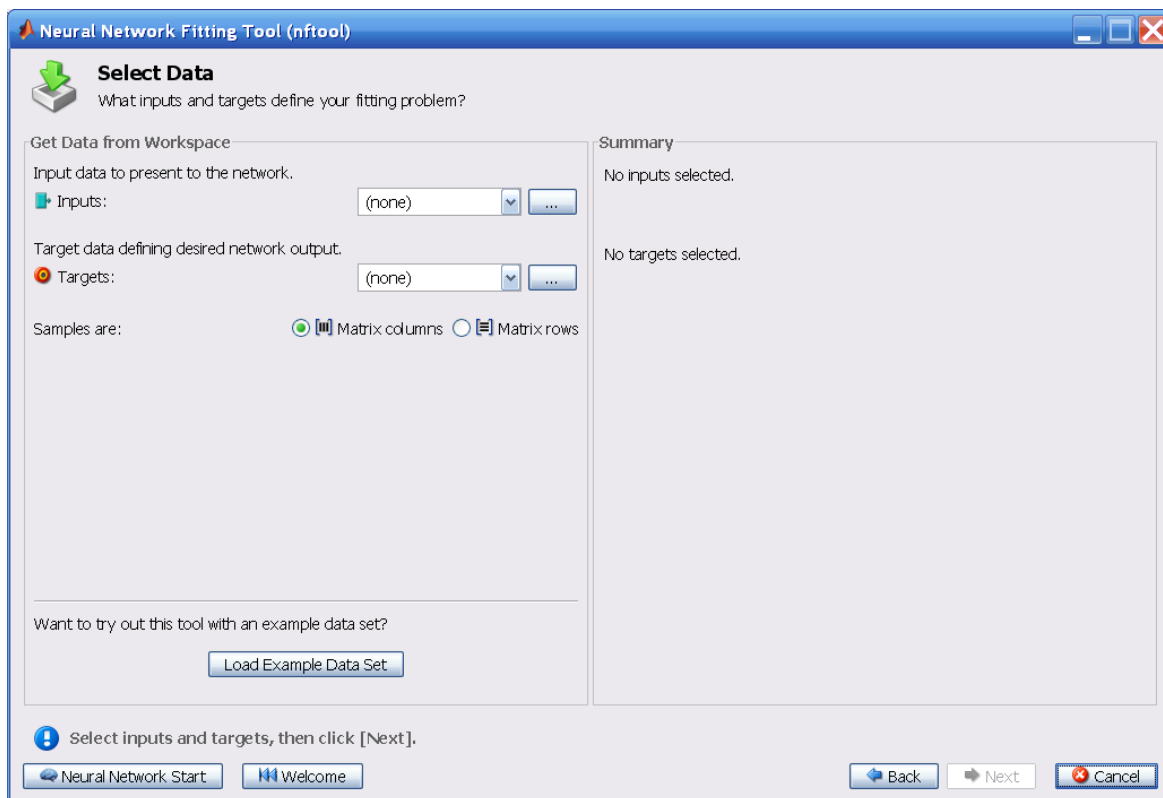 Neural Network Fitting Tool (nftool)
Select Data
What inputs and targets define your fitting problem?
Get Data from Workspace
Input data to present to the network.
Inputs: (none) ...
Target data defining desired network output.
Targets: (none) ...
Samples are: Matrix columns Matrix rows
Want to try out this tool with an example data set?
Load Example Data Set
Summary
No inputs selected.
No targets selected.
Select inputs and targets, then click [Next].
Neural Network Start Welcome Back Next Cancel